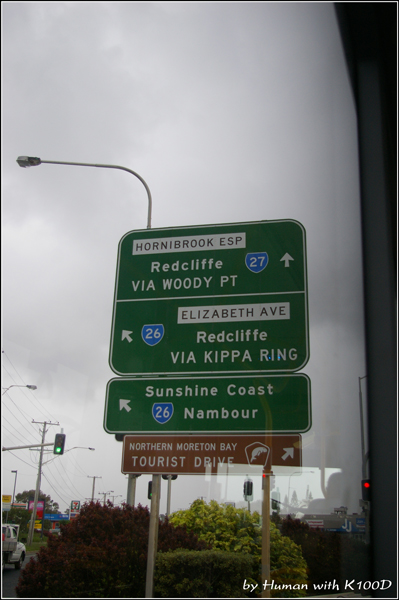 HORNIBROOK ESP
Redcliffe 27
VIA WOODY PT
ELIZABETH AVE
26 Redcliffe
VIA KIPPA RING
Sunshine Coast
26 Nambour
NORTHERN MORETON BAY
TOURIST DRIVE
by Human with K100D